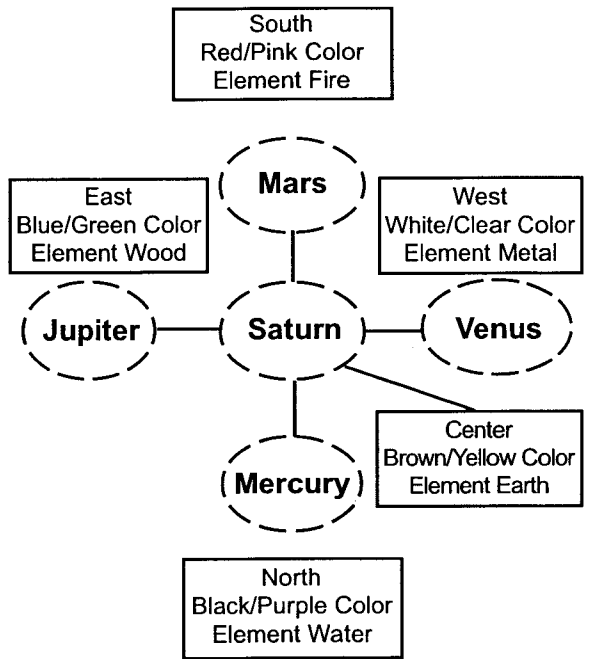 South
Red/Pink Color
Element Fire
Mars
East
Blue/Green Color
Element Wood
West
White/Clear Color
Element Metal
Jupiter
Saturn
Venus
Center
Brown/Yellow Color
Element Earth
Mercury
North
Black/Purple Color
Element Water